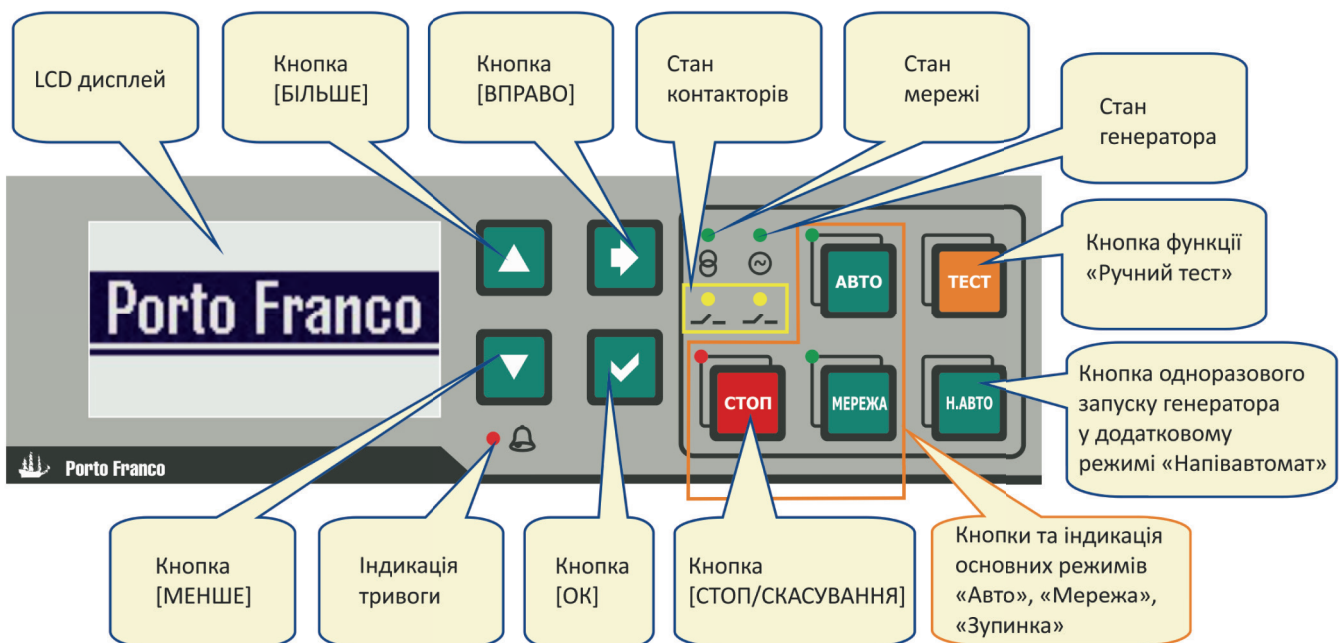 LCD дисплей
Кнопка
[БІЛЬШЕ]
Кнопка
[ВПРАВО]
Стан
контакторів
Стан
мережі
Стан
генератора
Porto Franco
АВТО
ТЕСТ
Кнопка функції
«Ручний тест»
СТОП
МЕРЕЖА
Н.АВТО
Кнопка одноразового
запуску генератора
у додатковому
режимі «Напівавтомат»
Porto Franco
Кнопка
[МЕНШЕ]
Індикація
тривоги
Кнопка
[ОК]
Кнопка
[СТОП/СКАСУВАННЯ]
Кнопки та індикація
основних режимів
«Авто», «Мережа»,
«Зупинка»